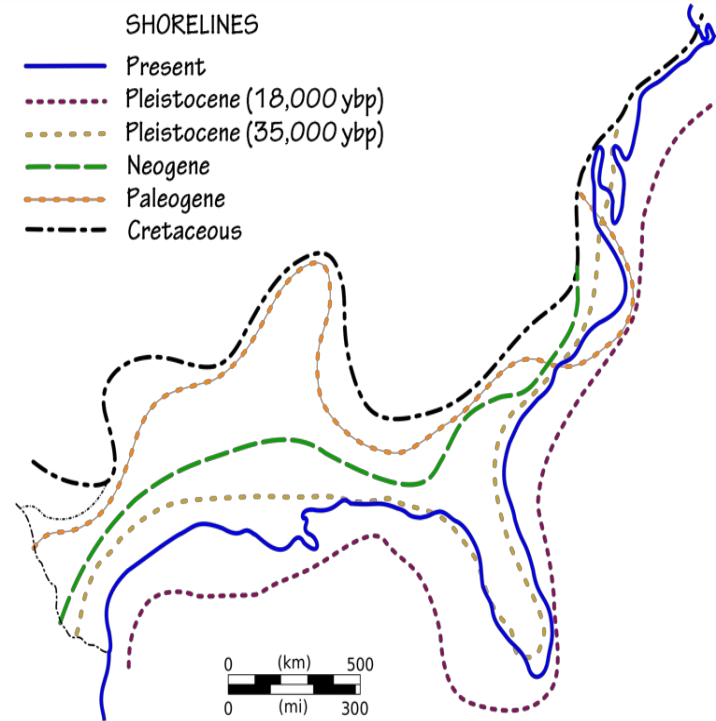 SHORELINES
Present
Pleistocene (18,000 ybp)
Pleistocene (35,000 ybp)
Neogene
Paleogene
Cretaceous
0 (km) 500
0 (mi) 300